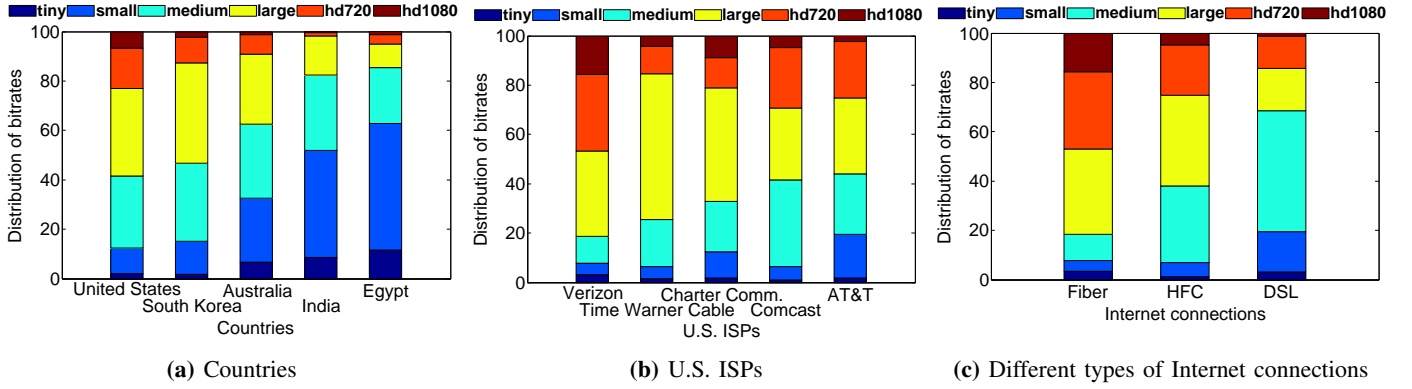 tiny small medium large hd720 hd1080
100
80
60
40
20
0
Distribution of bitrates
United States South Korea Australia India Egypt
Countries
(a) Countries
tiny small medium large hd720 hd1080
100
80
60
40
20
0
Distribution of bitrates
Verizon Time Warner Cable Charter Comm. Comcast AT&T
U.S. ISPs
(b) U.S. ISPs
tiny small medium large hd720 hd1080
100
80
60
40
20
0
Distribution of bitrates
Fiber HFC DSL
Internet connections
(c) Different types of Internet connections